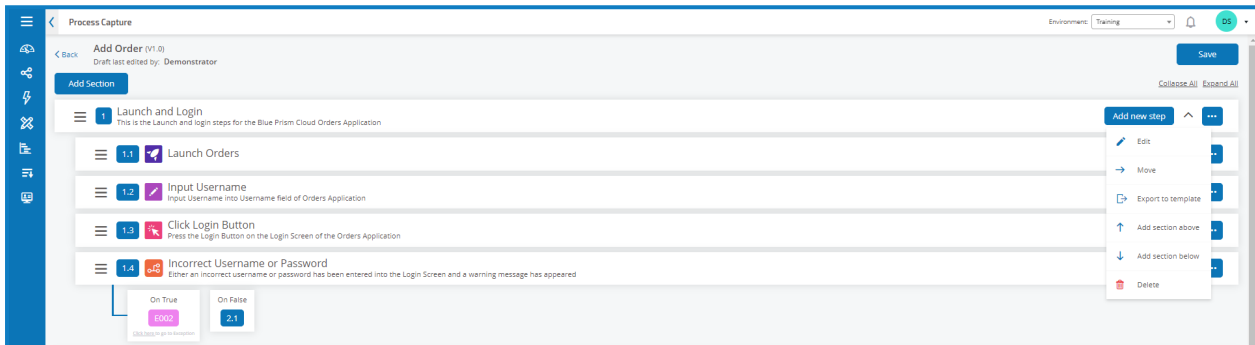 Process Capture
Environment: Training
DS
Back
Add Order (V1.0)
Draft last edited by: Demonstrator
Save
Add Section
Collapse All Expand All
1 Launch and Login
This is the Launch and login steps for the Blue Prism Cloud Orders Application
Add new step
Edit
1.1 Launch Orders
Move
1.2 Input Username
Input Username into Username field of Orders Application
Export to template
1.3 Click Login Button
Press the Login Button on the Login Screen of the Orders Application
Add section above
1.4 Incorrect Username or Password
Either an incorrect username or password has been entered into the Login Screen and a warning message has appeared
Add section below
Delete
On True On False
E002 2.1
Click here to go to Exception